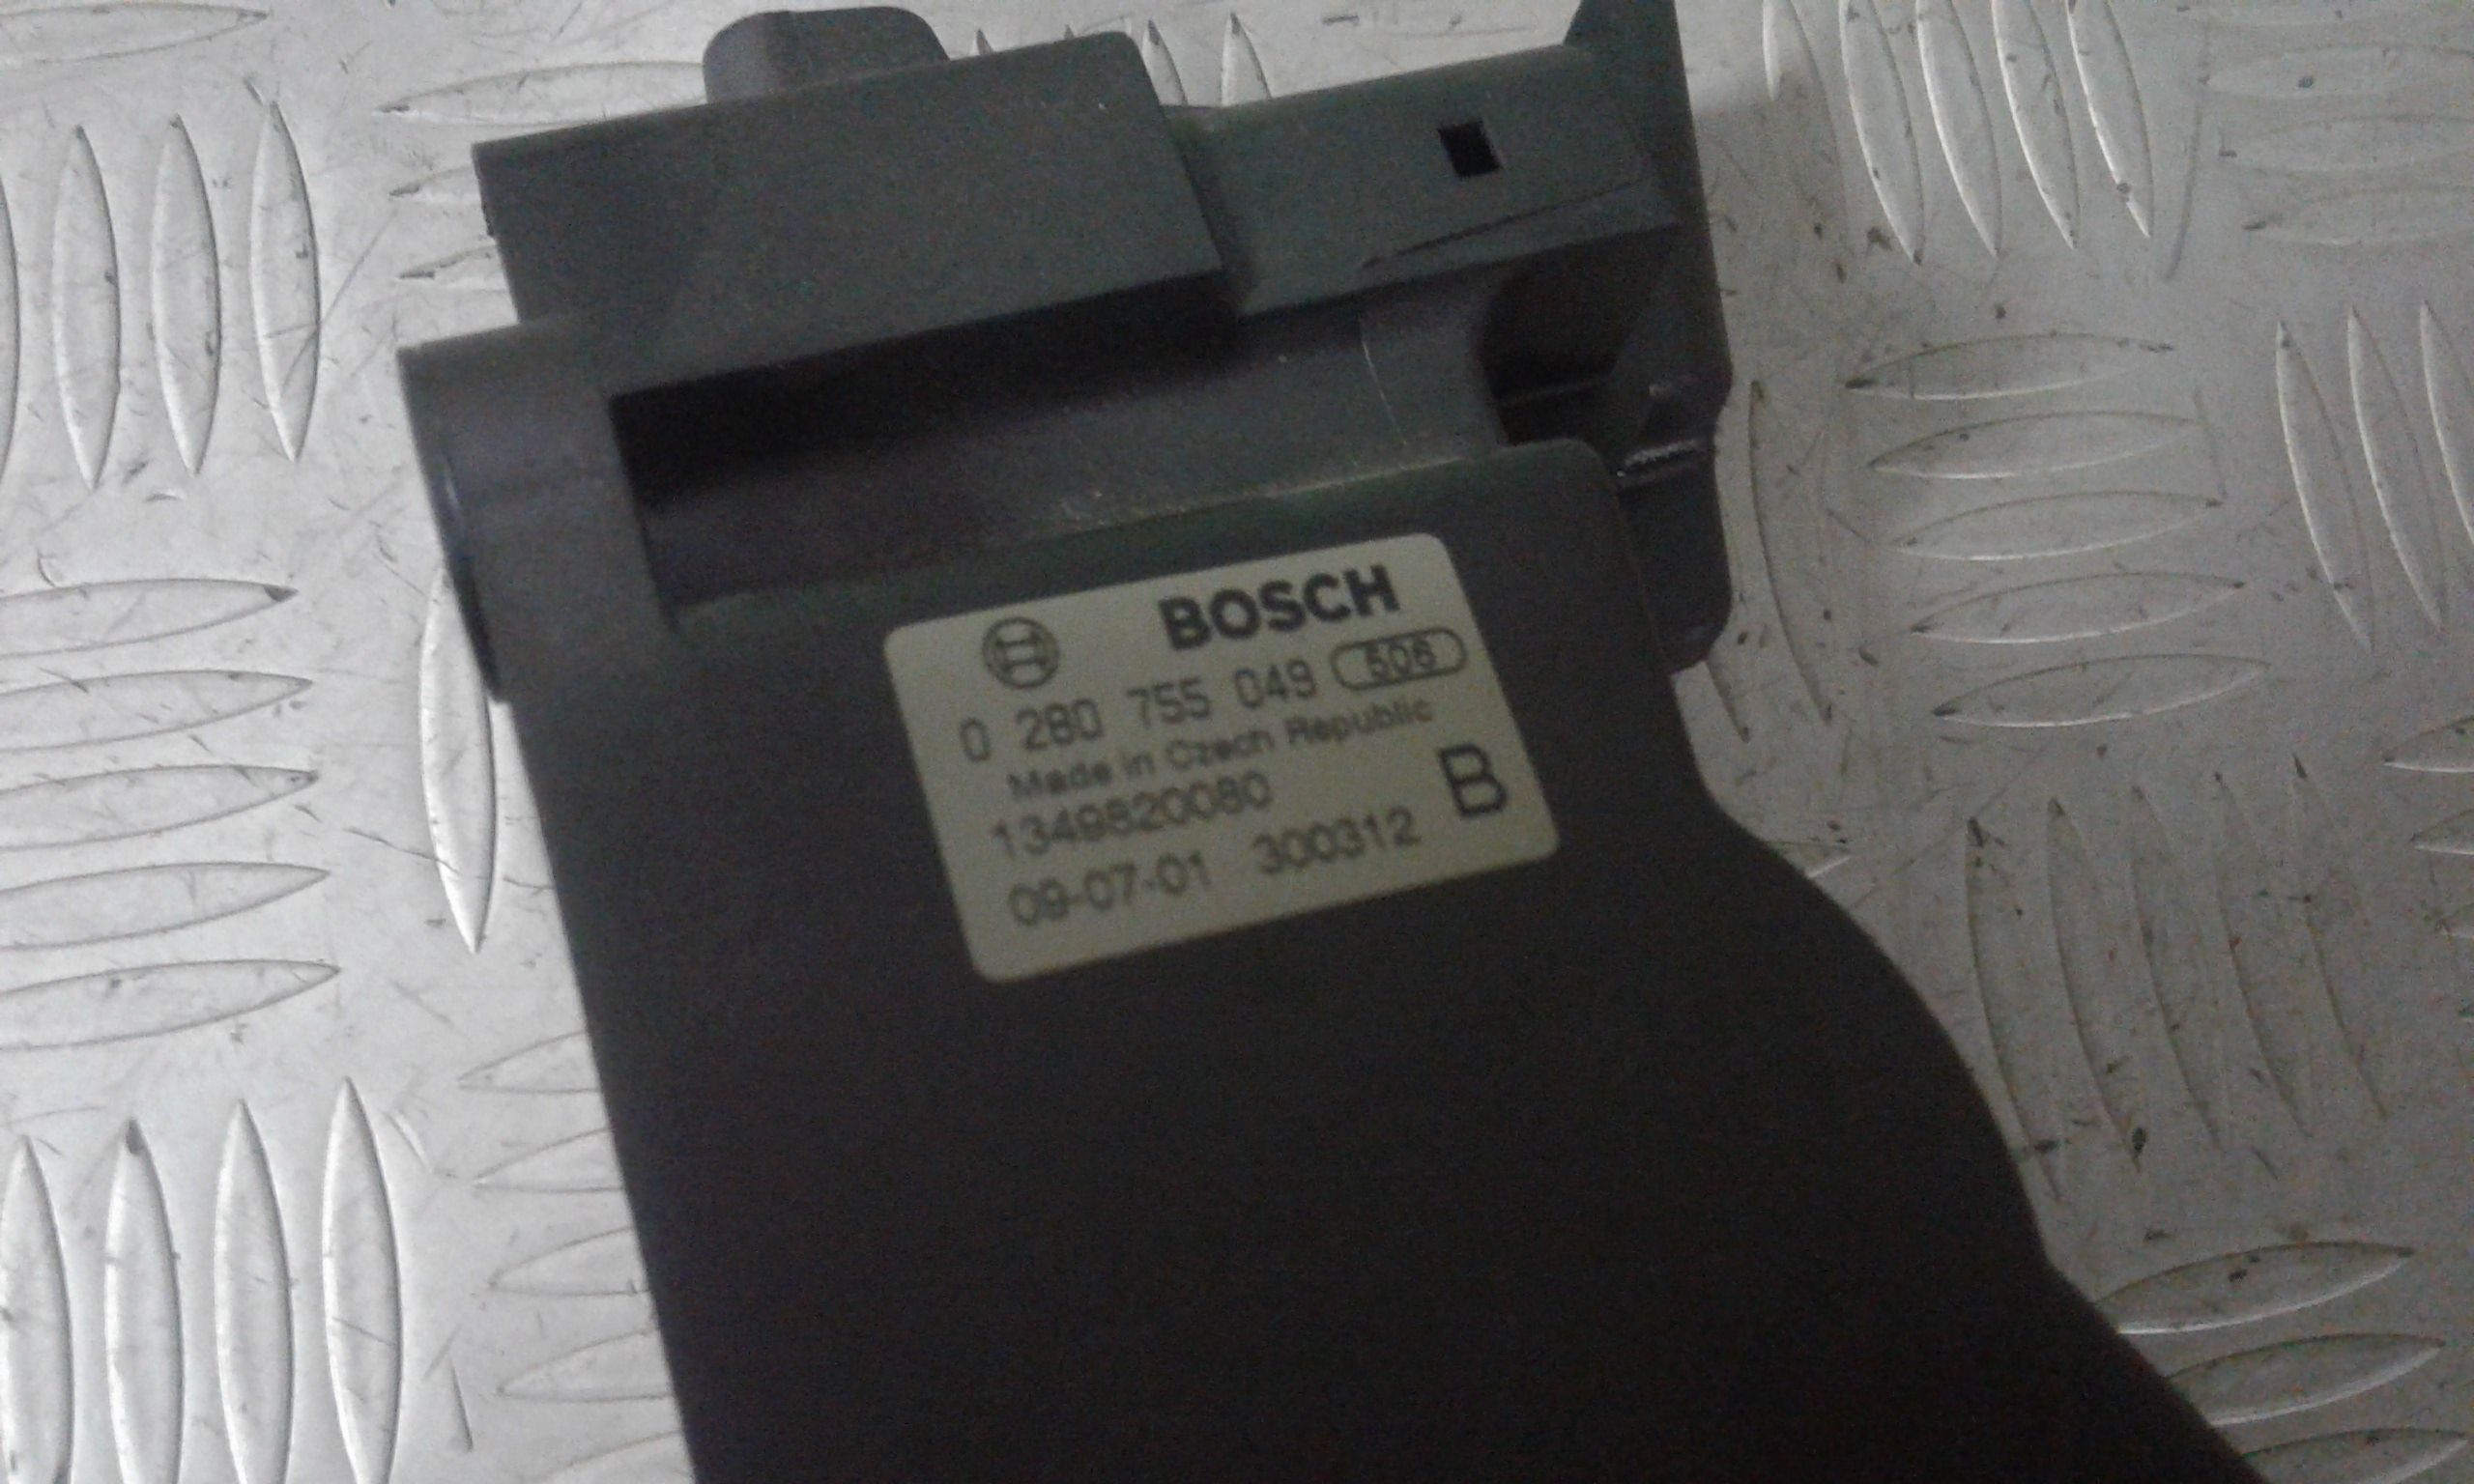 BOSCH
0 280 755 049 506
Made in Czech Republic
1349820080
B
09-07-01 300312